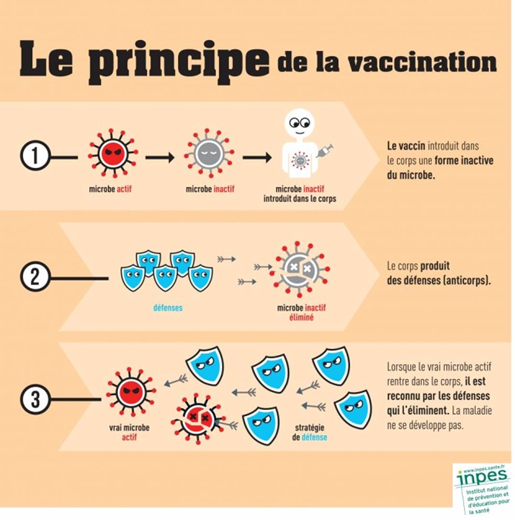 Le principe de la vaccination
1
microbe actif
microbe inactif
microbe inactif
introduit dans le corps
Le vaccin introduit dans
le corps une forme inactive
du microbe.
2
défenses
microbe inactif
éliminé
Le corps produit
des défenses (anticorps).
3
vrai microbe
actif
stratégie
de défense
Lorsque le vrai microbe actif
rentre dans le corps, il est
reconnu par les défenses
qui l'éliminent. La maladie
ne se développe pas.
www.inpes.sante.fr
inpes
Institut national
de prévention et
d'éducation pour
la santé